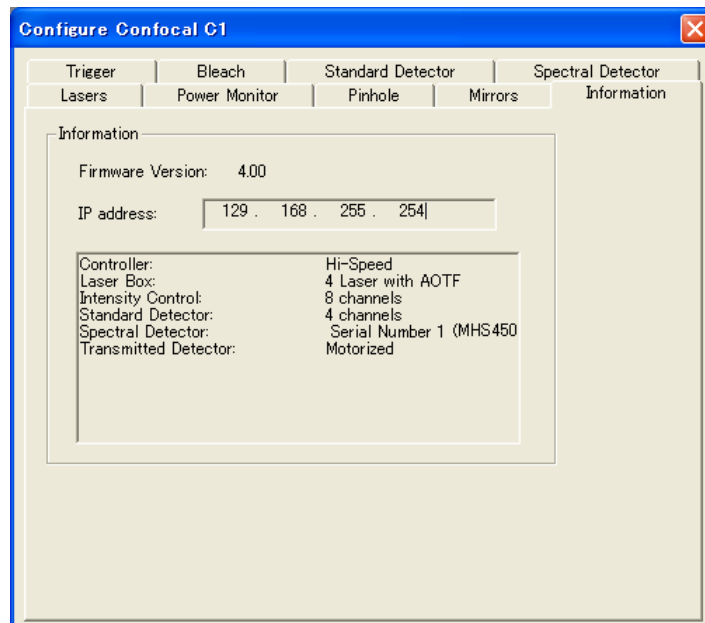 Configure Confocal C1
Trigger Bleach Standard Detector Spectral Detector
Lasers Power Monitor Pinhole Mirrors Information
Information
Firmware Version: 4.00
IP address: 129 . 168 . 255 . 254
Controller: Hi-Speed
Laser Box: 4 Laser with AOTF
Intensity Control: 8 channels
Standard Detector: 4 channels
Spectral Detector: Serial Number 1 (MHS450
Transmitted Detector: Motorized